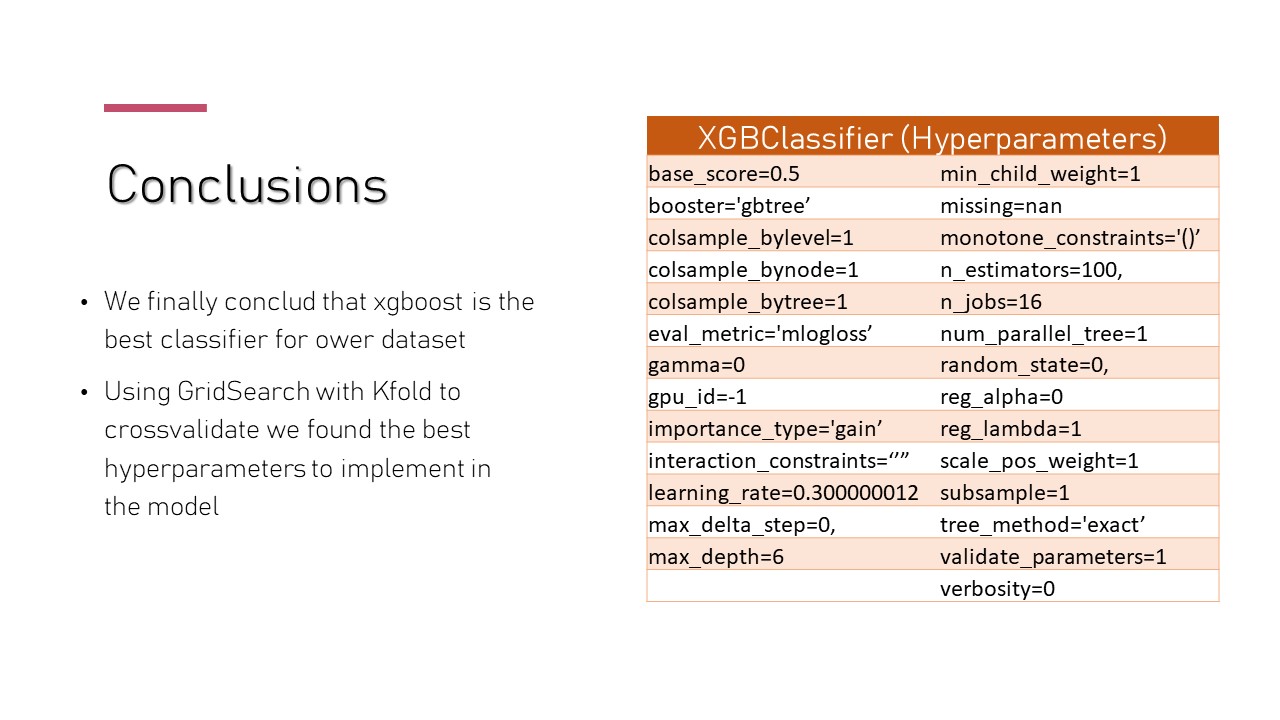 Conclusions
• We finally conclud that xgboost is the
best classifier for ower dataset
• Using GridSearch with Kfold to
crossvalidate we found the best
hyperparameters to implement in
the model
XGBClassifier (Hyperparameters)
base_score=0.5 min_child_weight=1
booster='gbtree’ missing=nan
colsample_bylevel=1 monotone_constraints='()’
colsample_bynode=1 n_estimators=100,
colsample_bytree=1 n_jobs=16
eval_metric='mlogloss’ num_parallel_tree=1
gamma=0 random_state=0,
gpu_id=-1 reg_alpha=0
importance_type='gain’ reg_lambda=1
interaction_constraints=‘’” scale_pos_weight=1
learning_rate=0.300000012 subsample=1
max_delta_step=0, tree_method='exact’
max_depth=6 validate_parameters=1
verbosity=0